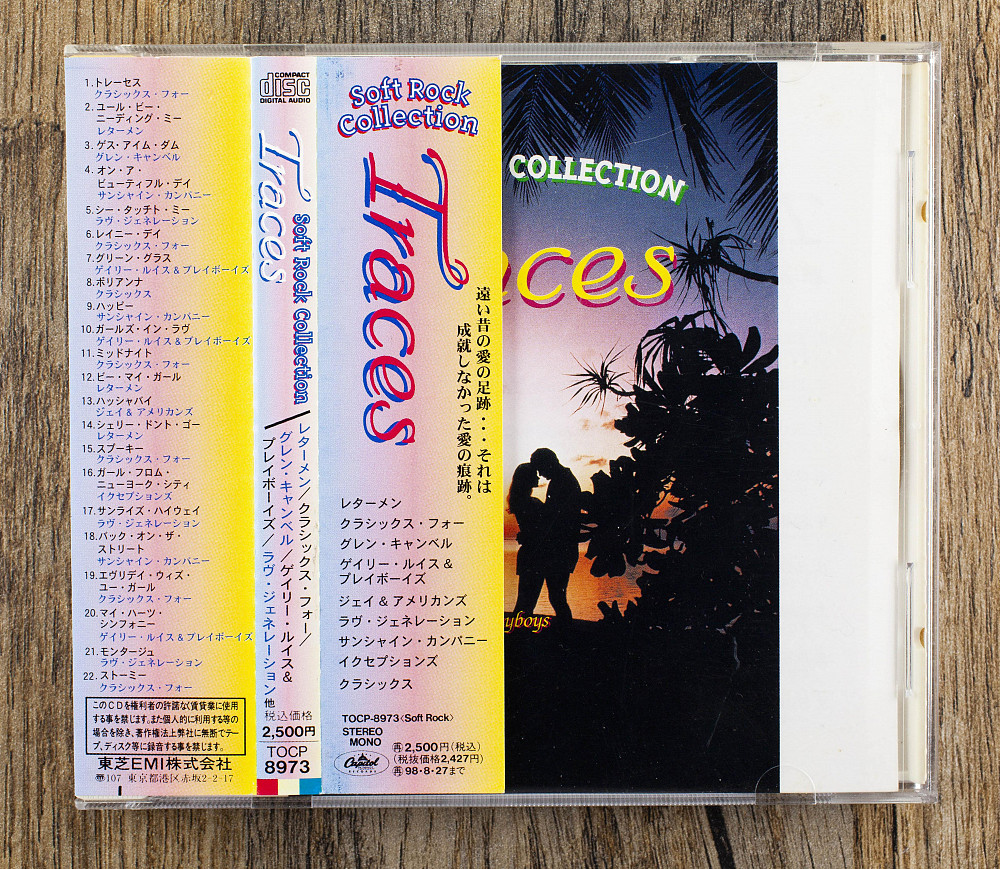 1.トレーセス
クラシックス・フォー
2.ユール・ビー・
ニーディング・ミー
レターメン
3.ゲス・アイム・ダム
グレン・キャンベル
4.オン・ア・
ビューティフル・デイ
サンシャイン・カンパニー
5.シー・タッチト・ミー
ラヴ・ジェネレーション
6.レイニー・デイ
クラシックス・フォー
7.グリーン・グラス
ゲイリー・ルイス&プレイボーイズ
8.ポリアンナ
クラシックス
9.ハッピー
サンシャイン・カンパニー
10.ガールズ・イン・ラヴ
ゲイリー・ルイス&プレイボーイズ
11.ミッドナイト
クラシックス・フォー
12.ビー・マイ・ガール
レターメン
13.ハッシャバイ
ジェイ&アメリカンズ
14.シェリー・ドント・ゴー
レターメン
15.スプーキー
クラシックス・フォー
16.ガール・フロム・
ニューヨーク・シティ
イクセプションズ
17.サンライズ・ハイウェイ
ラヴ・ジェネレーション
18.バック・オン・ザ・
ストリート
サンシャイン・カンパニー
19.エヴリデイ・ウィズ・
ユー・ガール
クラシックス・フォー
20.マイ・ハーツ・
シンフォニー
ゲイリー・ルイス&プレイボーイズ
21.モンタージュ
ラヴ・ジェネレーション
22.ストーミー
クラシックス・フォー
このCDを権利者の許諾なく賃貸業に使用
する事を禁じます。また個人的に利用する等の
場合を除き、著作権法上弊社に無断でテー
プ、ディスク等に録音する事を禁じます。
東芝EMI株式会社
〠107 東京都港区赤坂2-2-17
COMPACT
disc
DIGITAL AUDIO
Traces
Soft Rock Collection
レターメン/クラシックス・フォー/
グレン・キャンベル/ゲイリー・ルイス&
プレイボーイズ/ラヴ・ジェネレーション 他
税込価格
2,500円
TOCP
8973
Soft Rock
Collection
Traces
遠い昔の愛の足跡・・・それは
成就しなかった愛の痕跡。
レターメン
クラシックス・フォー
グレン・キャンベル
ゲイリー・ルイス&
プレイボーイズ
ジェイ&アメリカンズ
ラヴ・ジェネレーション
サンシャイン・カンパニー
イクセプションズ
クラシックス
TOCP-8973〈Soft Rock〉
STEREO
MONO
Capitol
RECORDS
再2,500円(税込)
(税抜価格2,427円)
再98・8・27まで
COLLECTION
aces
yboys